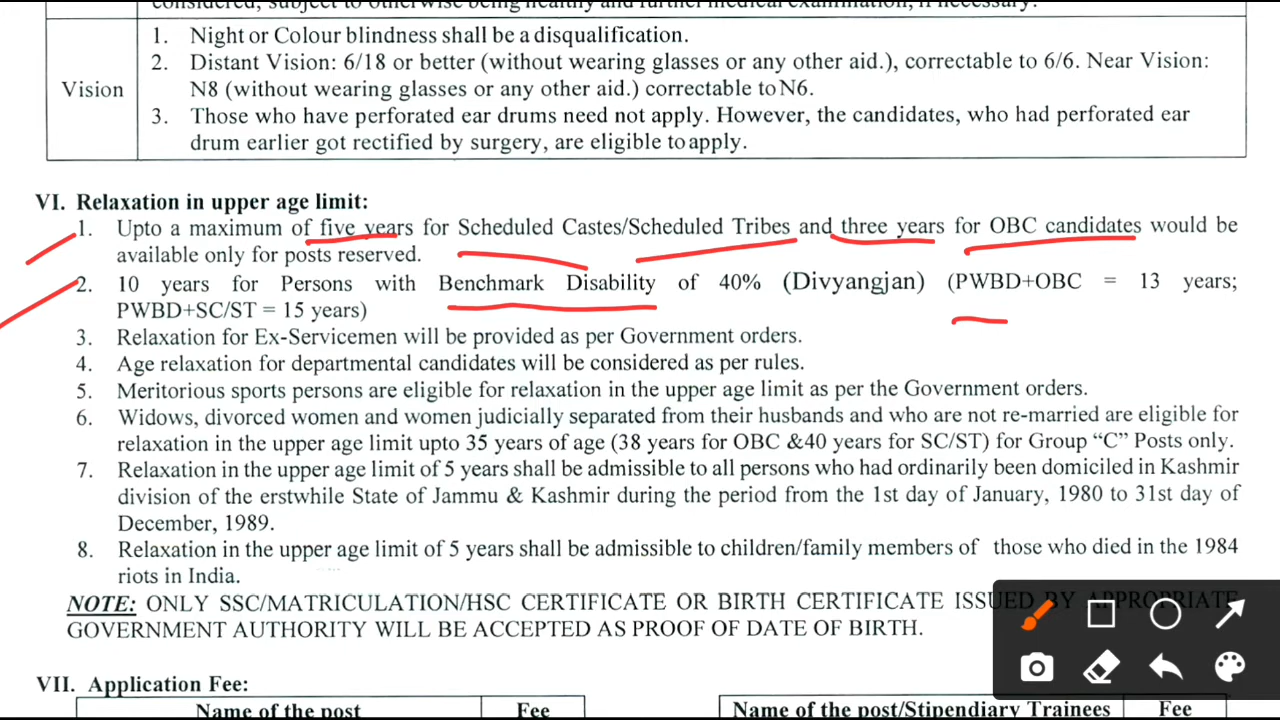 considered, subject to otherwise being healthy and further medical examination, if necessary.
Vision
1. Night or Colour blindness shall be a disqualification.
2. Distant Vision: 6/18 or better (without wearing glasses or any other aid.), correctable to 6/6. Near Vision:
N8 (without wearing glasses or any other aid.) correctable to N6.
3. Those who have perforated ear drums need not apply. However, the candidates, who had perforated ear
drum earlier got rectified by surgery, are eligible to apply.
VI. Relaxation in upper age limit:
1. Upto a maximum of five years for Scheduled Castes/Scheduled Tribes and three years for OBC candidates would be
available only for posts reserved.
2. 10 years for Persons with Benchmark Disability of 40% (Divyangjan) (PWBD+OBC = 13 years;
PWBD+SC/ST = 15 years)
3. Relaxation for Ex-Servicemen will be provided as per Government orders.
4. Age relaxation for departmental candidates will be considered as per rules.
5. Meritorious sports persons are eligible for relaxation in the upper age limit as per the Government orders.
6. Widows, divorced women and women judicially separated from their husbands and who are not re-married are eligible for
relaxation in the upper age limit upto 35 years of age (38 years for OBC &40 years for SC/ST) for Group “C” Posts only.
7. Relaxation in the upper age limit of 5 years shall be admissible to all persons who had ordinarily been domiciled in Kashmir
division of the erstwhile State of Jammu & Kashmir during the period from the 1st day of January, 1980 to 31st day of
December, 1989.
8. Relaxation in the upper age limit of 5 years shall be admissible to children/family members of those who died in the 1984
riots in India.
NOTE: ONLY SSC/MATRICULATION/HSC CERTIFICATE OR BIRTH CERTIFICATE ISSUED BY APPROPRIATE
GOVERNMENT AUTHORITY WILL BE ACCEPTED AS PROOF OF DATE OF BIRTH.
VII. Application Fee:
Name of the post Fee Name of the post/Stipendiary Trainees Fee